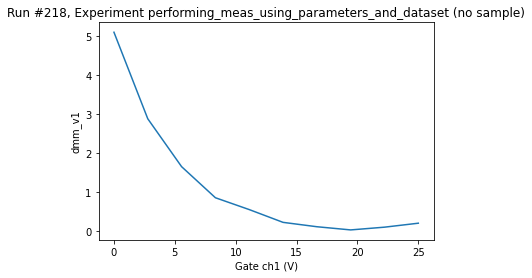 Run #218, Experiment performing_meas_using_parameters_and_dataset (no sample)
5
4
3
2
1
0
dmm_v1
0 5 10 15 20 25
Gate ch1 (V)